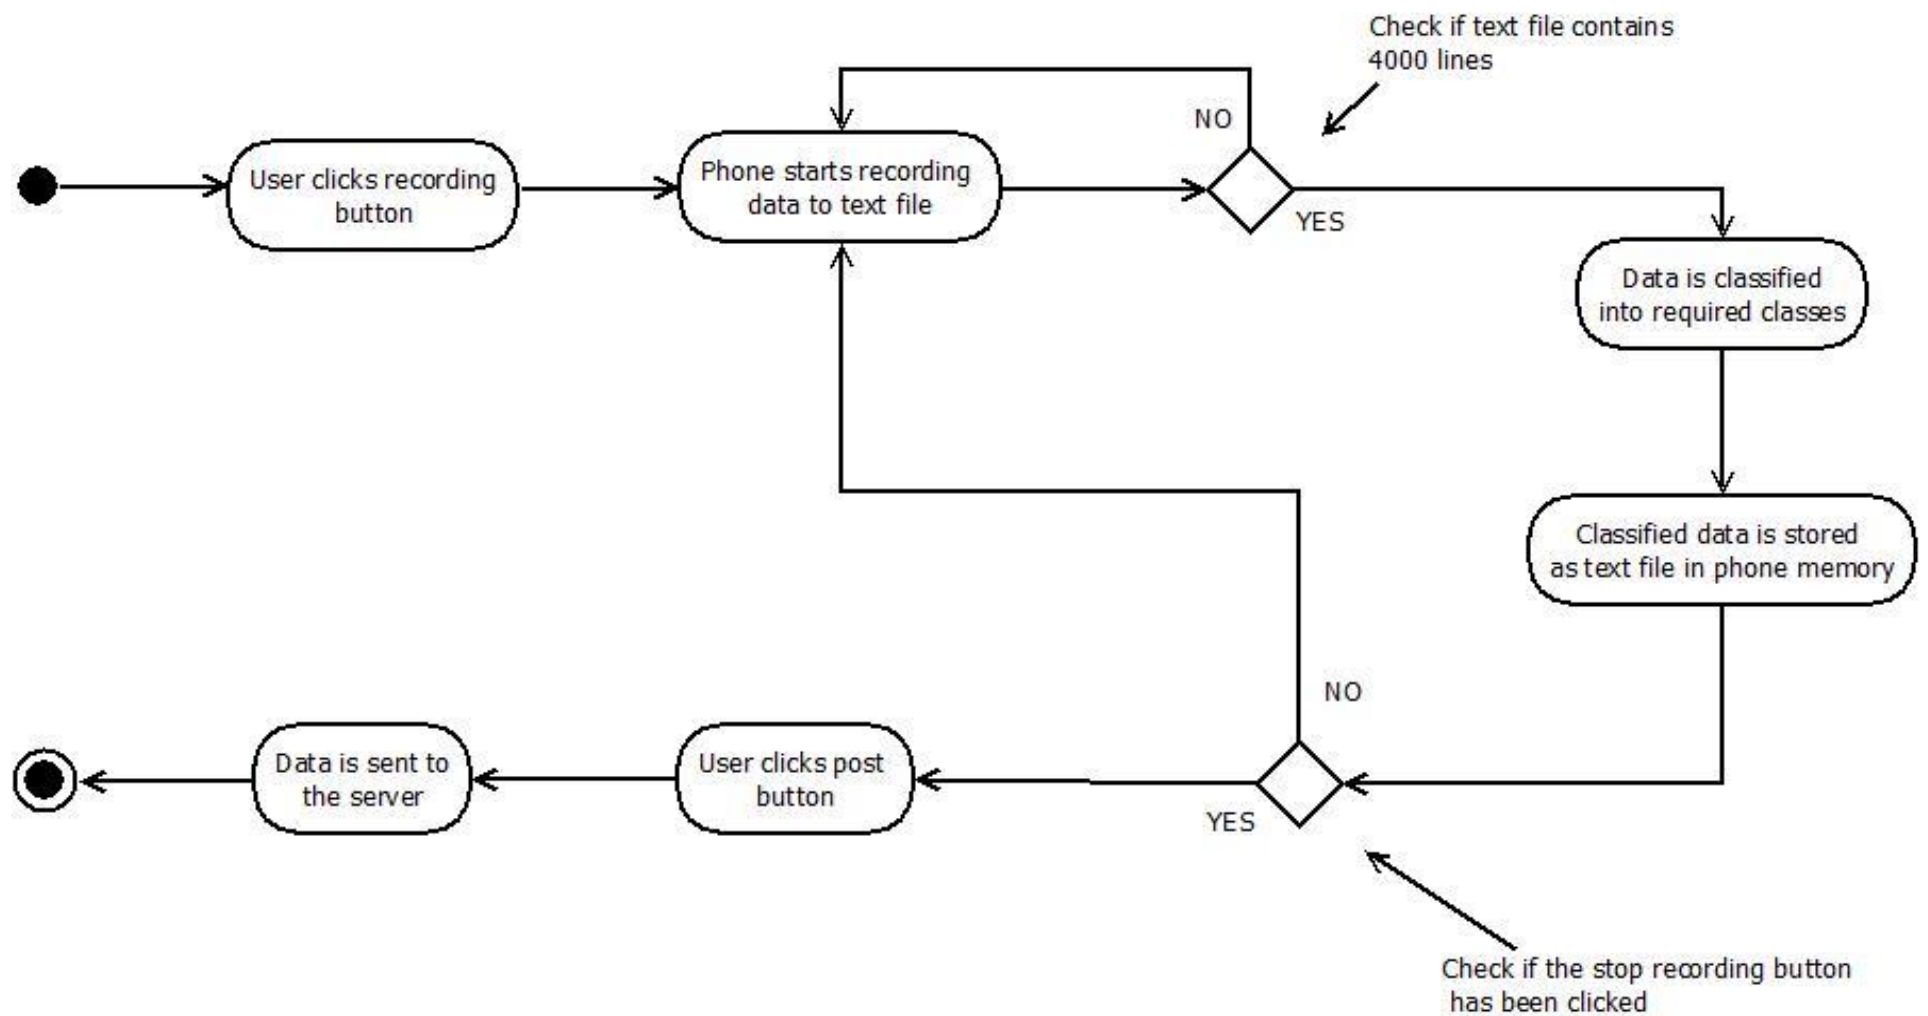 Check if text file contains
4000 lines
NO
User clicks recording
button
Phone starts recording
data to text file
YES
Data is classified
into required classes
Classified data is stored
as text file in phone memory
NO
Data is sent to
the server
User clicks post
button
YES
Check if the stop recording button
has been clicked